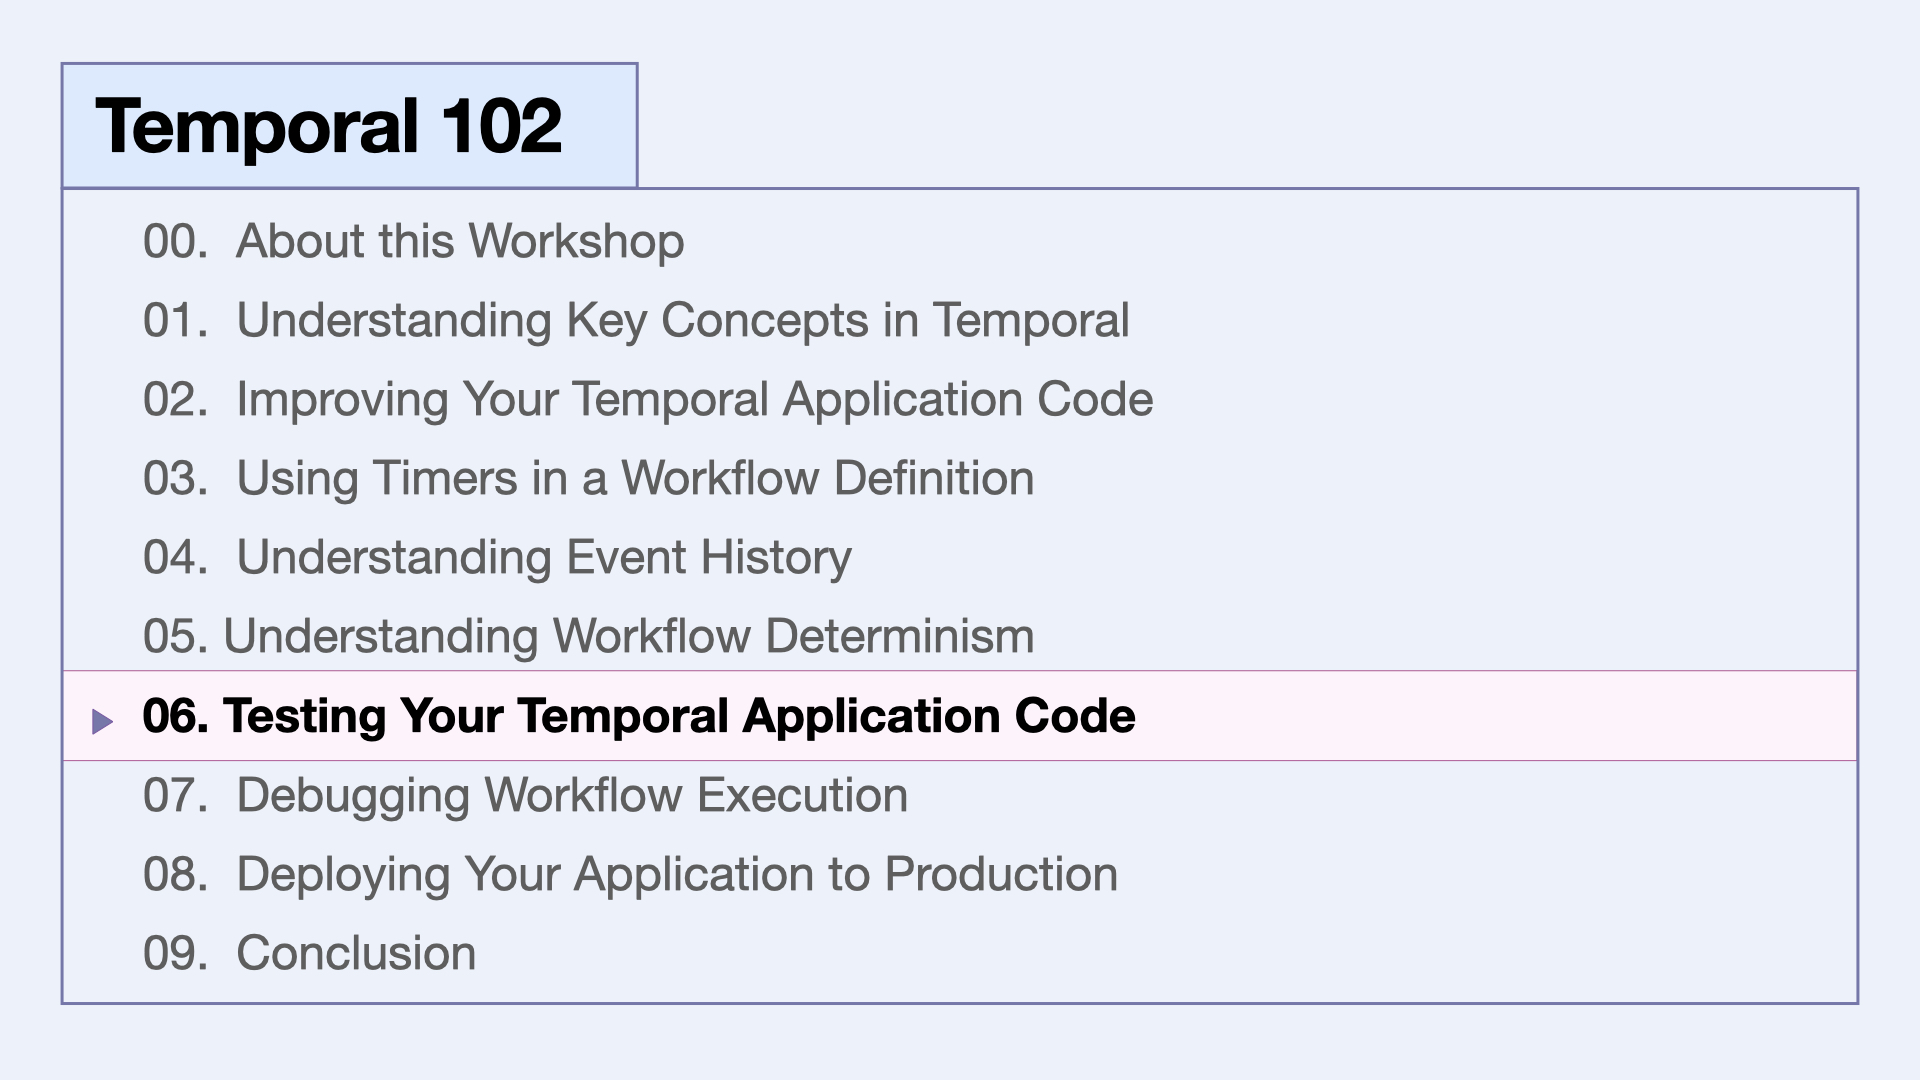 Temporal 102
00. About this Workshop
01. Understanding Key Concepts in Temporal
02. Improving Your Temporal Application Code
03. Using Timers in a Workflow Definition
04. Understanding Event History
05. Understanding Workflow Determinism
06. Testing Your Temporal Application Code
07. Debugging Workflow Execution
08. Deploying Your Application to Production
09. Conclusion